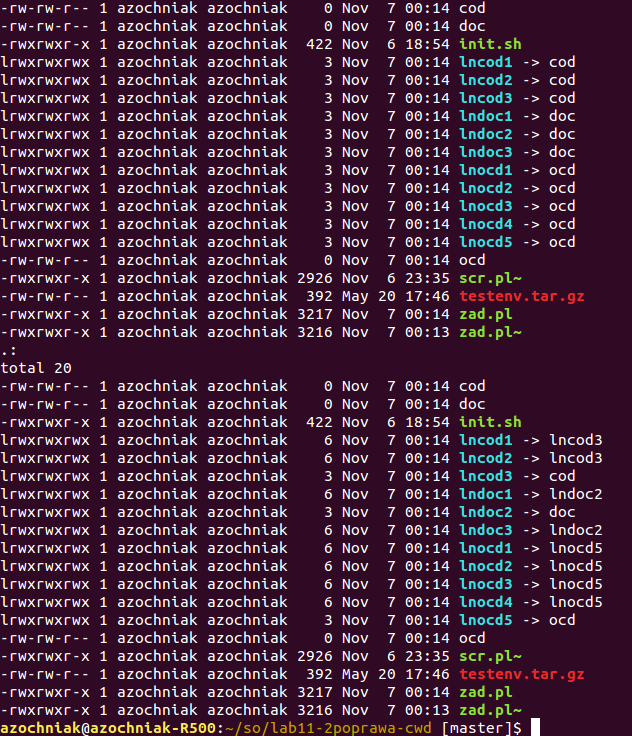 -rw-rw-r-- 1 azochniak azochniak    0 Nov  7 00:14 cod
-rw-rw-r-- 1 azochniak azochniak    0 Nov  7 00:14 doc
-rwxrwxr-x 1 azochniak azochniak  422 Nov  6 18:54 init.sh
lrwxrwxrwx 1 azochniak azochniak    3 Nov  7 00:14 lncod1 -> cod
lrwxrwxrwx 1 azochniak azochniak    3 Nov  7 00:14 lncod2 -> cod
lrwxrwxrwx 1 azochniak azochniak    3 Nov  7 00:14 lncod3 -> cod
lrwxrwxrwx 1 azochniak azochniak    3 Nov  7 00:14 lndoc1 -> doc
lrwxrwxrwx 1 azochniak azochniak    3 Nov  7 00:14 lndoc2 -> doc
lrwxrwxrwx 1 azochniak azochniak    3 Nov  7 00:14 lndoc3 -> doc
lrwxrwxrwx 1 azochniak azochniak    3 Nov  7 00:14 lnocd1 -> ocd
lrwxrwxrwx 1 azochniak azochniak    3 Nov  7 00:14 lnocd2 -> ocd
lrwxrwxrwx 1 azochniak azochniak    3 Nov  7 00:14 lnocd3 -> ocd
lrwxrwxrwx 1 azochniak azochniak    3 Nov  7 00:14 lnocd4 -> ocd
lrwxrwxrwx 1 azochniak azochniak    3 Nov  7 00:14 lnocd5 -> ocd
-rw-rw-r-- 1 azochniak azochniak    0 Nov  7 00:14 ocd
-rwxrwxr-x 1 azochniak azochniak 2926 Nov  6 23:35 scr.pl~
-rw-rw-r-- 1 azochniak azochniak  392 May 20 17:46 testenv.tar.gz
-rwxrwxr-x 1 azochniak azochniak 3217 Nov  7 00:14 zad.pl
-rwxrwxr-x 1 azochniak azochniak 3216 Nov  7 00:13 zad.pl~
.:
total 20
-rw-rw-r-- 1 azochniak azochniak    0 Nov  7 00:14 cod
-rw-rw-r-- 1 azochniak azochniak    0 Nov  7 00:14 doc
-rwxrwxr-x 1 azochniak azochniak  422 Nov  6 18:54 init.sh
lrwxrwxrwx 1 azochniak azochniak    6 Nov  7 00:14 lncod1 -> lncod3
lrwxrwxrwx 1 azochniak azochniak    6 Nov  7 00:14 lncod2 -> lncod3
lrwxrwxrwx 1 azochniak azochniak    3 Nov  7 00:14 lncod3 -> cod
lrwxrwxrwx 1 azochniak azochniak    6 Nov  7 00:14 lndoc1 -> lndoc2
lrwxrwxrwx 1 azochniak azochniak    3 Nov  7 00:14 lndoc2 -> doc
lrwxrwxrwx 1 azochniak azochniak    6 Nov  7 00:14 lndoc3 -> lndoc2
lrwxrwxrwx 1 azochniak azochniak    6 Nov  7 00:14 lnocd1 -> lnocd5
lrwxrwxrwx 1 azochniak azochniak    6 Nov  7 00:14 lnocd2 -> lnocd5
lrwxrwxrwx 1 azochniak azochniak    6 Nov  7 00:14 lnocd3 -> lnocd5
lrwxrwxrwx 1 azochniak azochniak    6 Nov  7 00:14 lnocd4 -> lnocd5
lrwxrwxrwx 1 azochniak azochniak    3 Nov  7 00:14 lnocd5 -> ocd
-rw-rw-r-- 1 azochniak azochniak    0 Nov  7 00:14 ocd
-rwxrwxr-x 1 azochniak azochniak 2926 Nov  6 23:35 scr.pl~
-rw-rw-r-- 1 azochniak azochniak  392 May 20 17:46 testenv.tar.gz
-rwxrwxr-x 1 azochniak azochniak 3217 Nov  7 00:14 zad.pl
-rwxrwxr-x 1 azochniak azochniak 3216 Nov  7 00:13 zad.pl~
azochniak@azochniak-R500:~/so/lab11-2poprawa-cwd [master]$